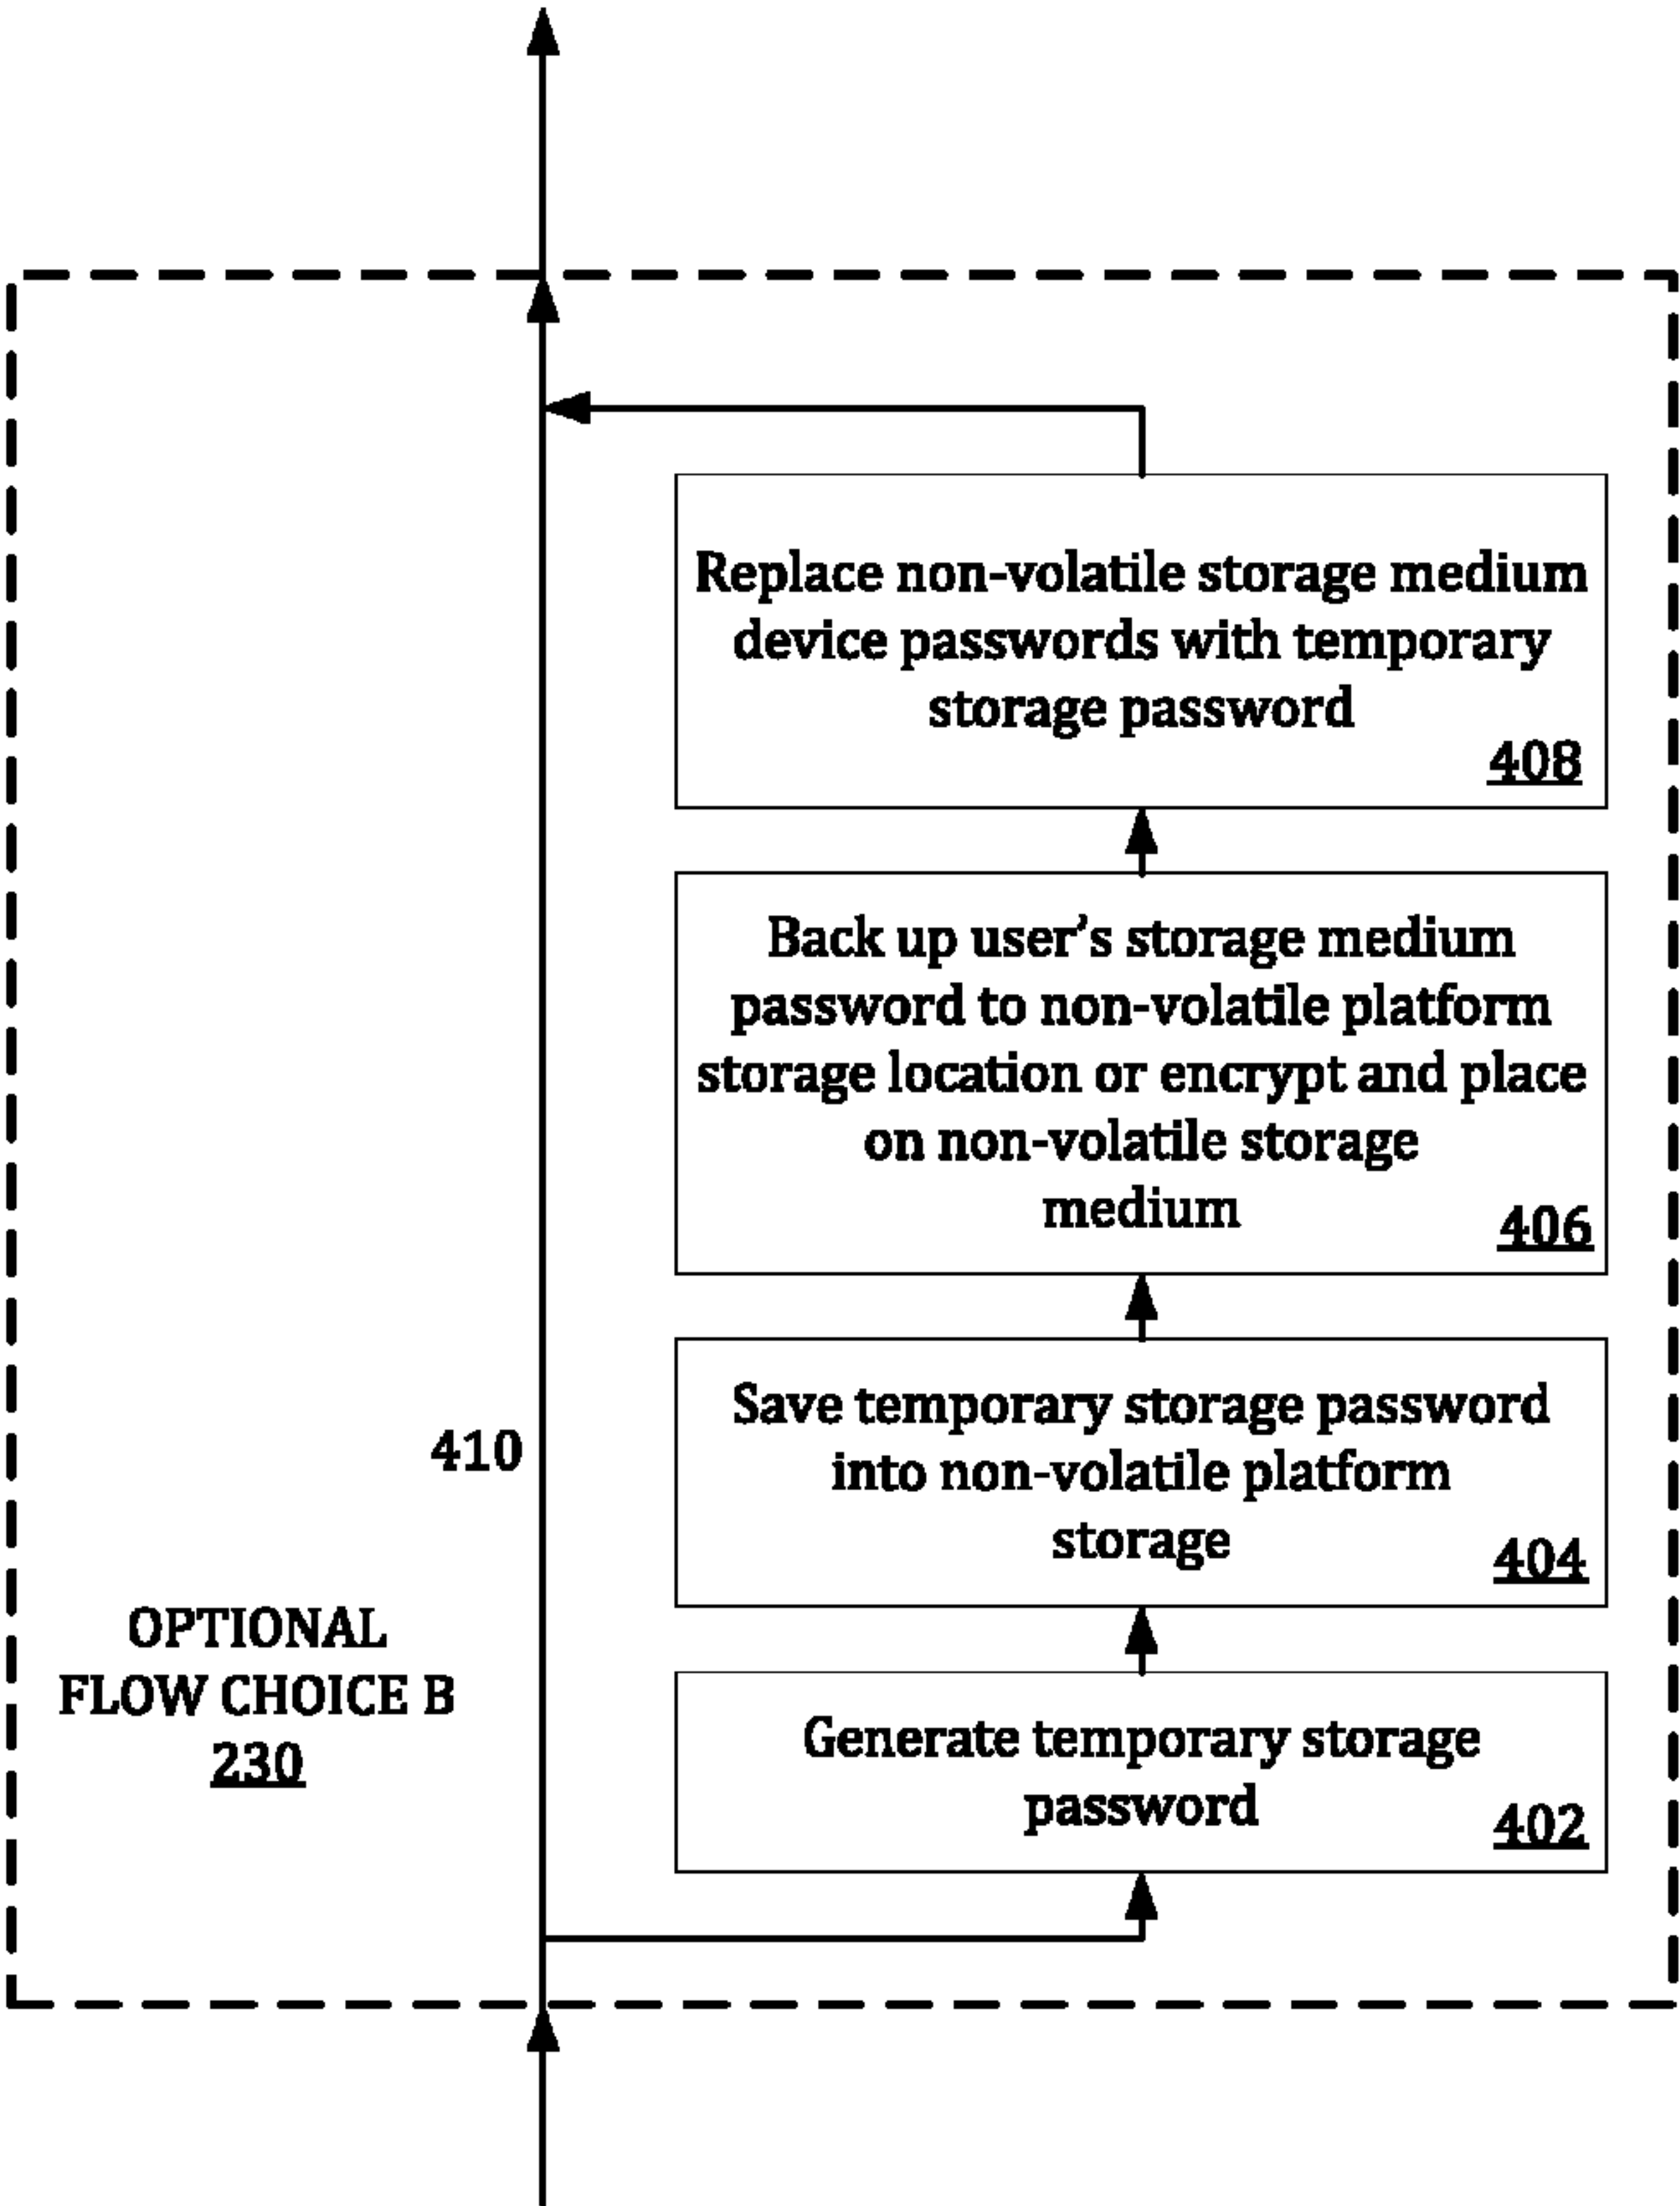 Replace non-volatile storage medium
device passwords with temporary
storage password
408
Back up user's storage medium
password to non-volatile platform
storage location or encrypt and place
on non-volatile storage
medium
406
Save temporary storage password
into non-volatile platform
storage
404
410
OPTIONAL
FLOW CHOICE B
230
Generate temporary storage
password
402